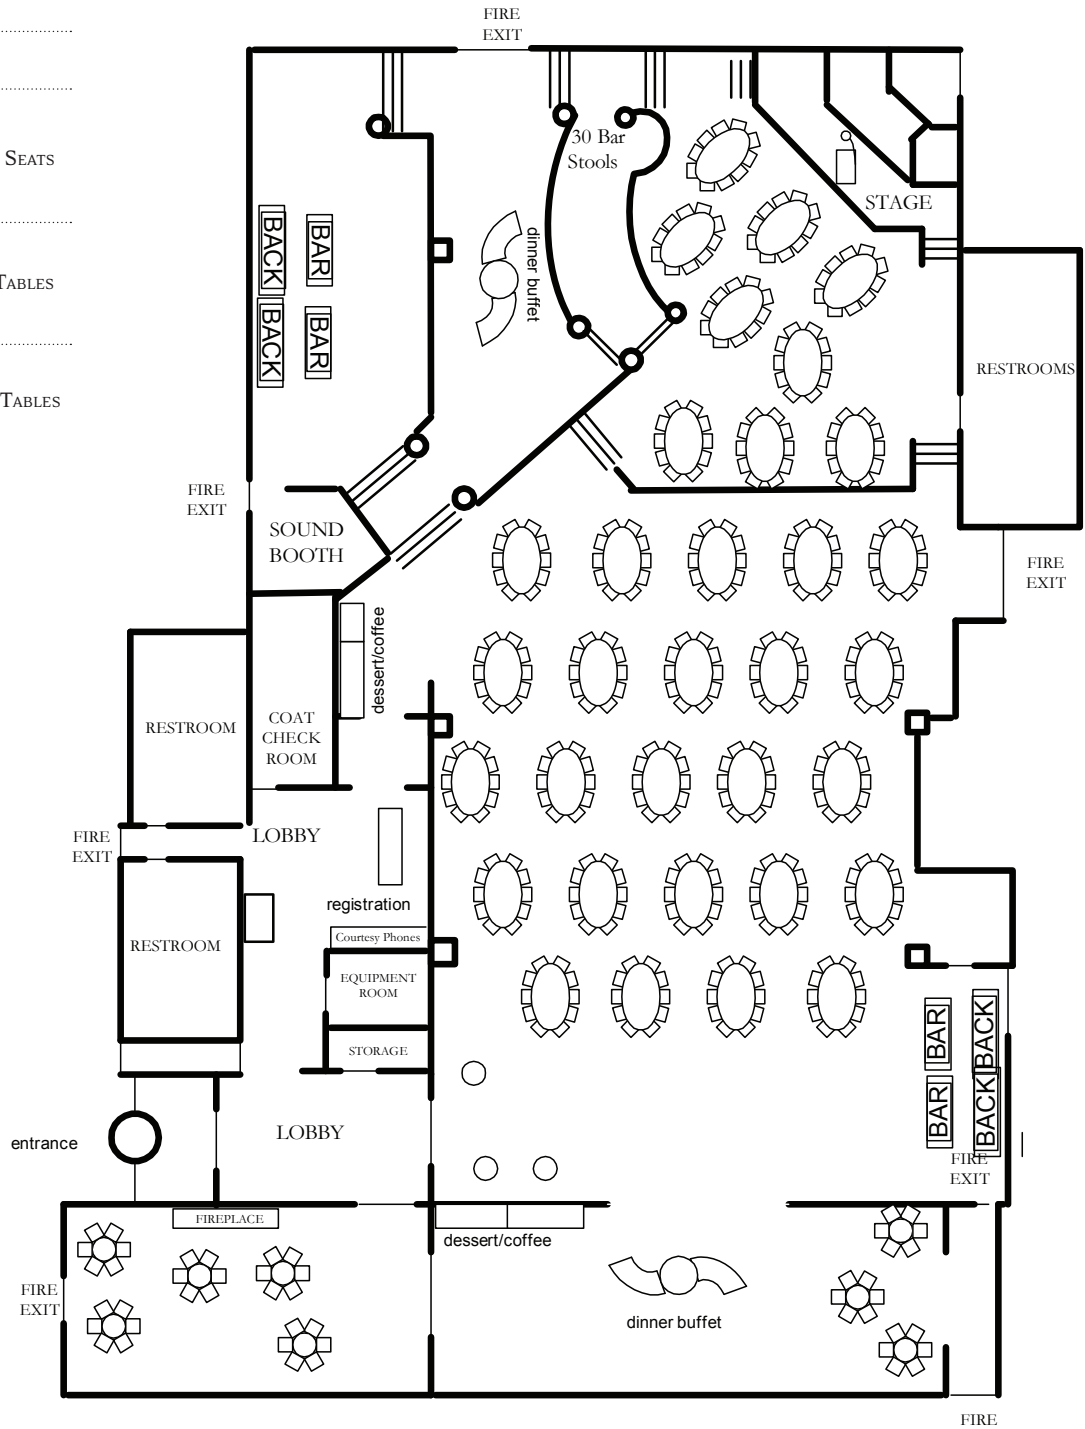 FIRE
EXIT
SEATS
TABLES
TABLES
30 Bar
Stools
STAGE
BACK
BAR
BACK
BAR
dinner buffet
RESTROOMS
FIRE
EXIT
SOUND
BOOTH
FIRE
EXIT
dessert/coffee
RESTROOM
COAT
CHECK
ROOM
FIRE
EXIT
LOBBY
registration
Courtesy Phones
RESTROOM
EQUIPMENT
ROOM
STORAGE
BAR
BACK
BAR
BACK
entrance
LOBBY
FIRE
EXIT
FIREPLACE
dessert/coffee
FIRE
EXIT
dinner buffet
FIRE